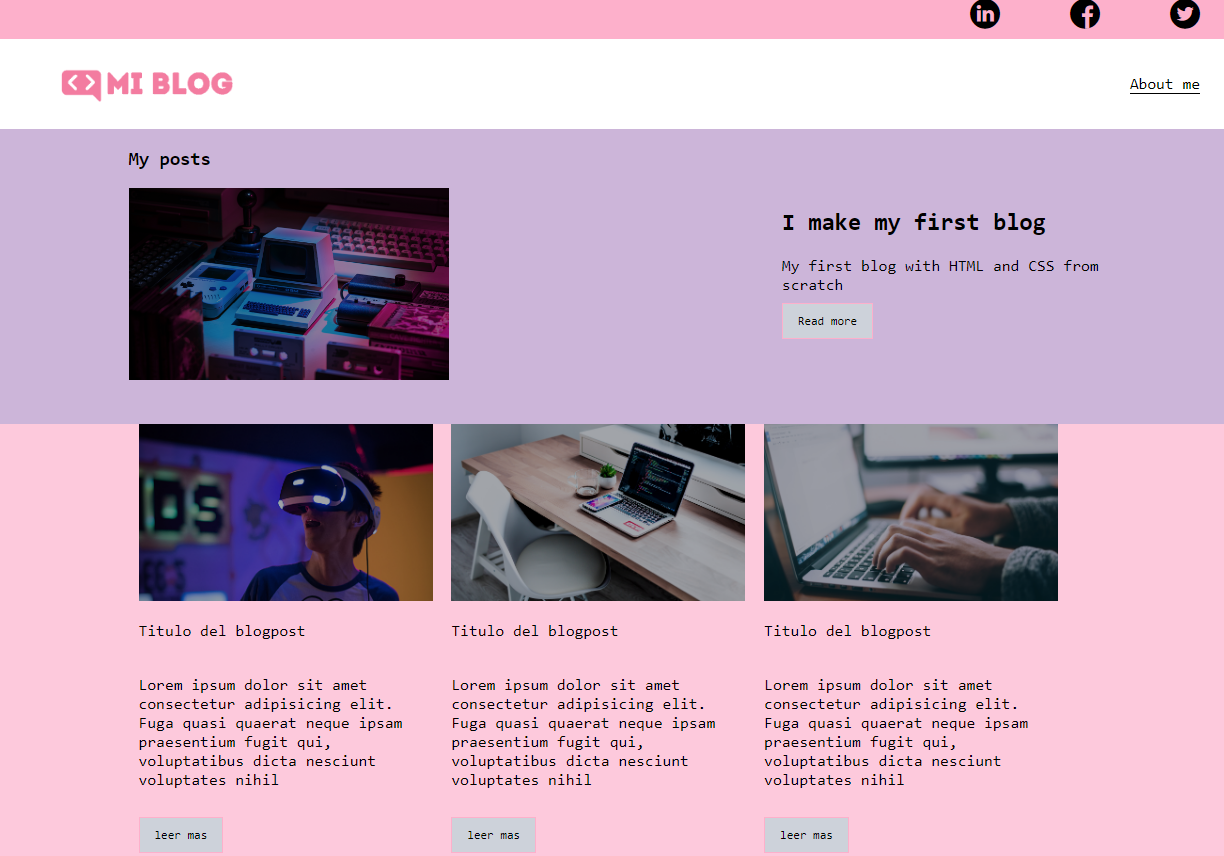 in
MI BLOG
About me
My posts
I make my first blog
My first blog with HTML and CSS from
scratch
Read more
Titulo del blogpost
Lorem ipsum dolor sit amet
consectetur adipisicing elit.
Fuga quasi quaerat neque ipsam
praesentium fugit qui,
voluptatibus dicta nesciunt
voluptates nihil
leer mas
Titulo del blogpost
Lorem ipsum dolor sit amet
consectetur adipisicing elit.
Fuga quasi quaerat neque ipsam
praesentium fugit qui,
voluptatibus dicta nesciunt
voluptates nihil
leer mas
Titulo del blogpost
Lorem ipsum dolor sit amet
consectetur adipisicing elit.
Fuga quasi quaerat neque ipsam
praesentium fugit qui,
voluptatibus dicta nesciunt
voluptates nihil
leer mas